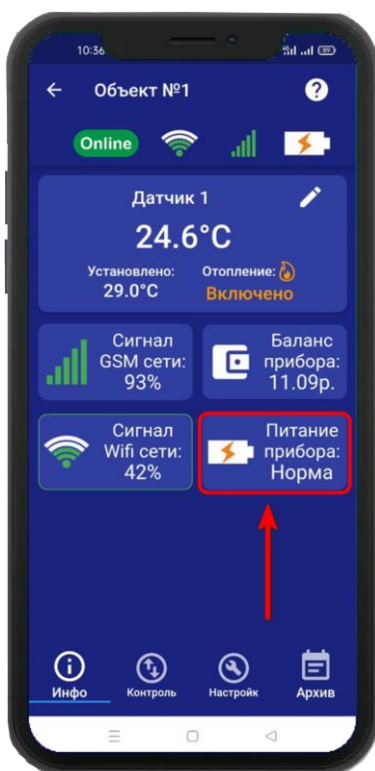 10:36
89
Объект №1
?
Online
Датчик 1
24.6°C
Установлено:
29.0°C
Отопление:
Включено
Сигнал
GSM сети:
93%
Баланс
прибора:
11.09р.
Сигнал
Wifi сети:
42%
Питание
прибора:
Норма
Инфо
Контроль
Настройк
Архив